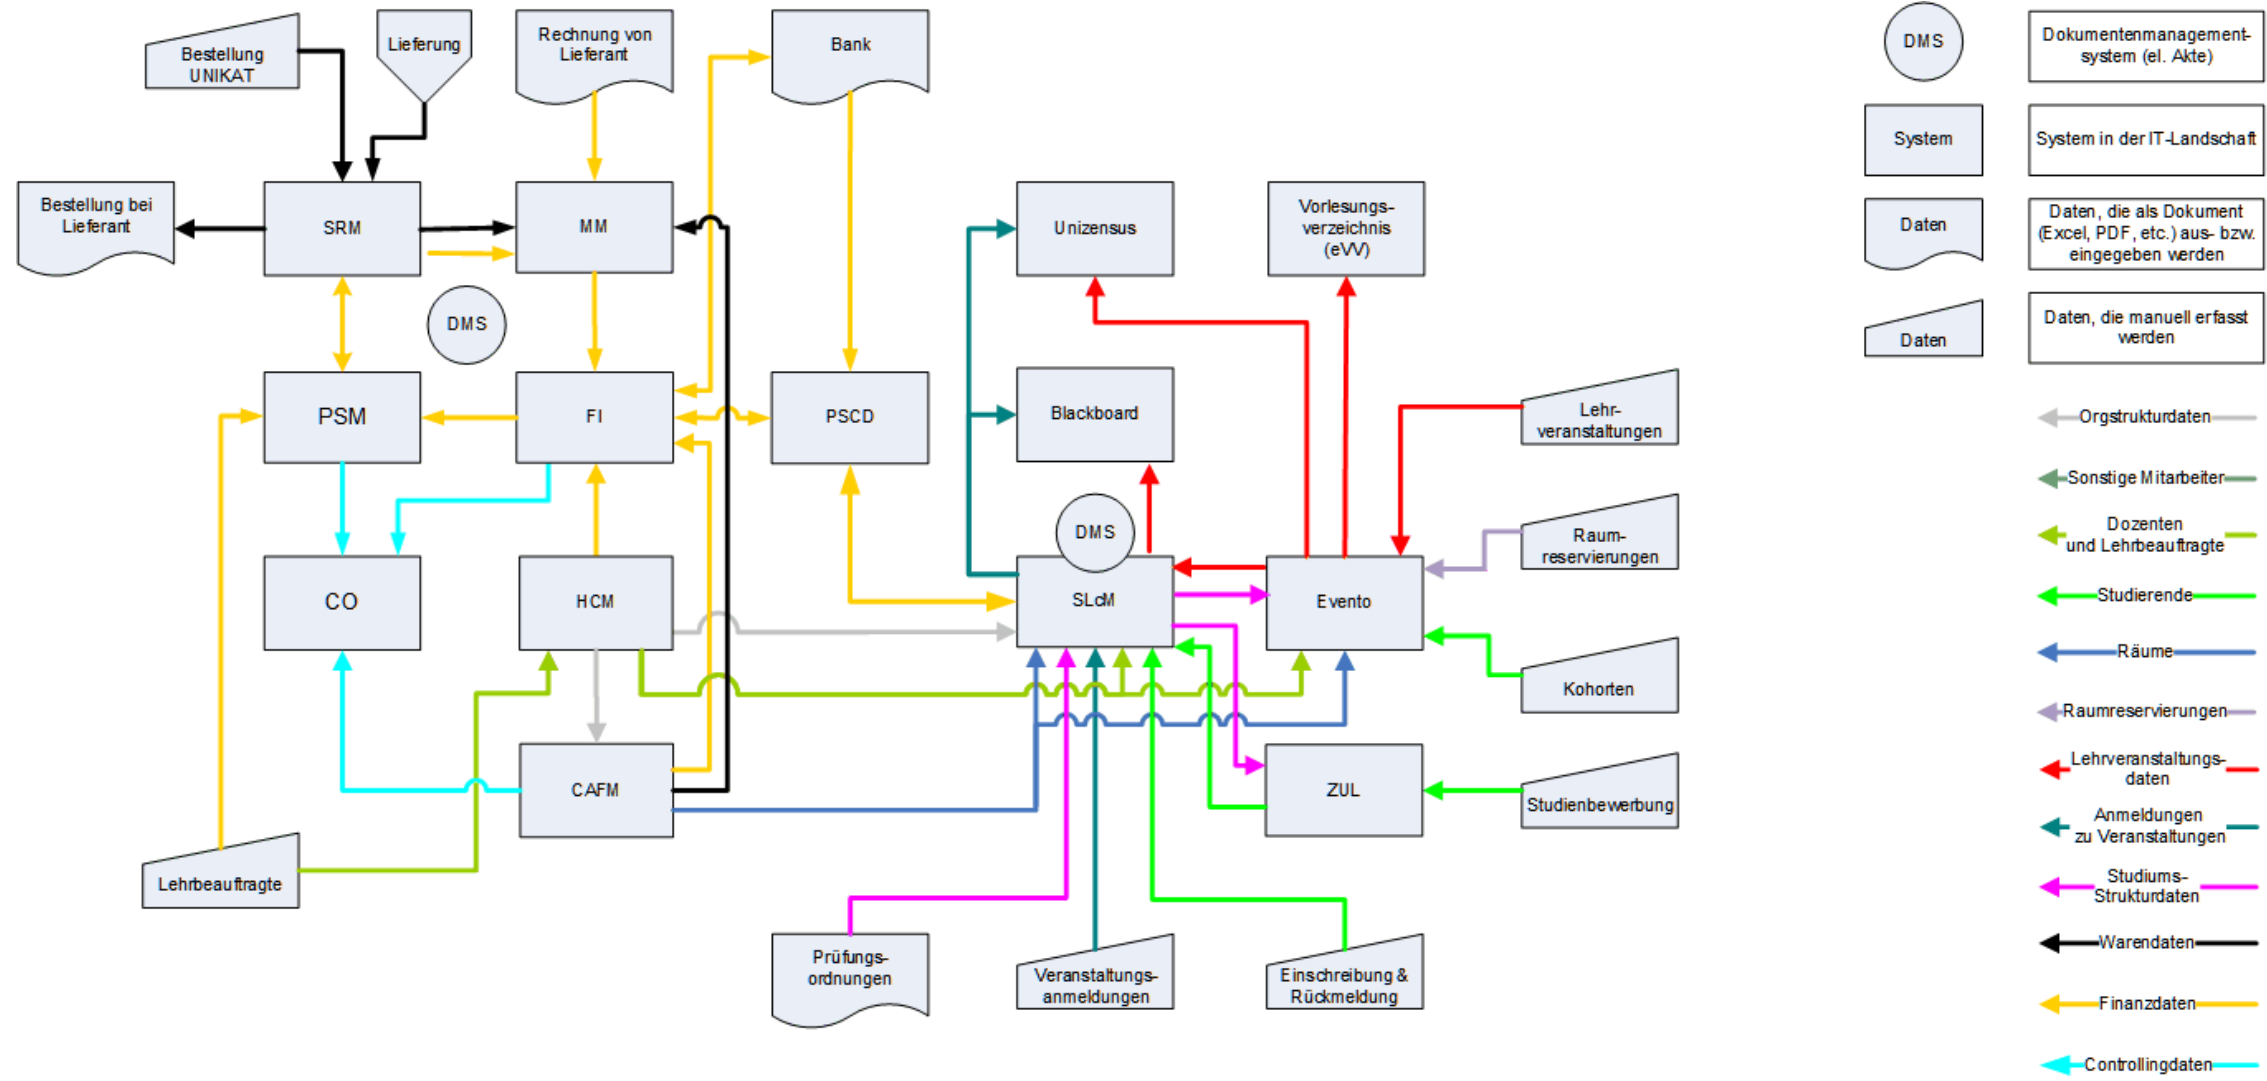 Bestellung
UNIKAT
Lieferung
Rechnung von
Lieferant
Bank
Bestellung bei
Lieferant
SRM
MM
Unizensus
Vorlesungs-
verzeichnis
(eVV)
DMS
PSM
FI
PSCD
Blackboard
Lehr-
veranstaltungen
DMS
Raum-
reservierungen
CO
HCM
SLcM
Evento
Kohorten
CAFM
ZUL
Studienbewerbung
Lehrbeauftragte
Prüfungs-
ordnungen
Veranstaltungs-
anmeldungen
Einschreibung &
Rückmeldung
DMS
Dokumentenmanagement-
system (el. Akte)
System
System in der IT-Landschaft
Daten
Daten, die als Dokument
(Excel, PDF, etc.) aus- bzw.
eingegeben werden
Daten
Daten, die manuell erfasst
werden
Orgstrukturdaten
Sonstige Mitarbeiter
Dozenten
und Lehrbeauftragte
Studierende
Räume
Raumreservierungen
Lehrveranstaltungs-
daten
Anmeldungen
zu Veranstaltungen
Studiums-
Strukturdaten
Warendaten
Finanzdaten
Controllingdaten